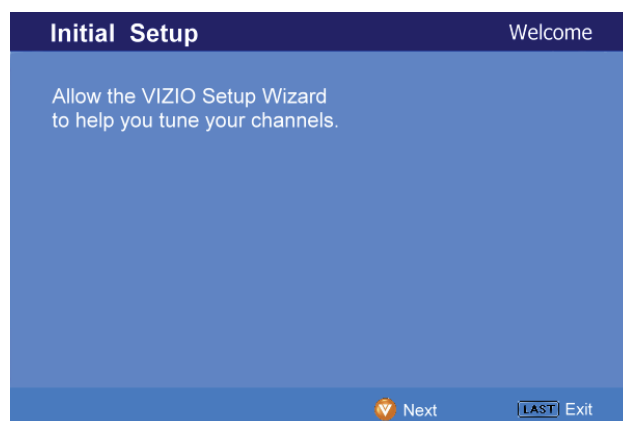 Initial Setup
Welcome
Allow the VIZIO Setup Wizard
to help you tune your channels.
V Next
LAST Exit